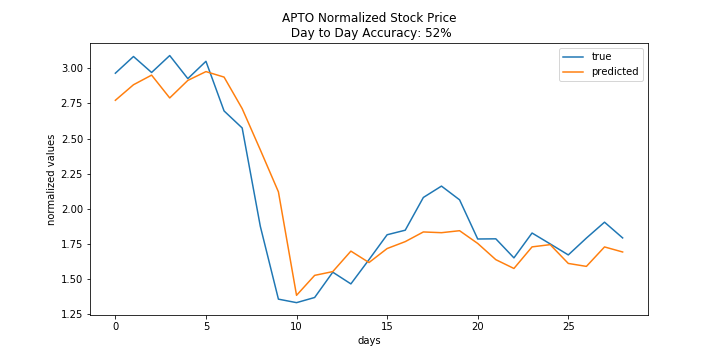 APTO Normalized Stock Price
Day to Day Accuracy: 52%
true
predicted
normalized values
3.00
2.75
2.50
2.25
2.00
1.75
1.50
1.25
0 5 10 15 20 25
days